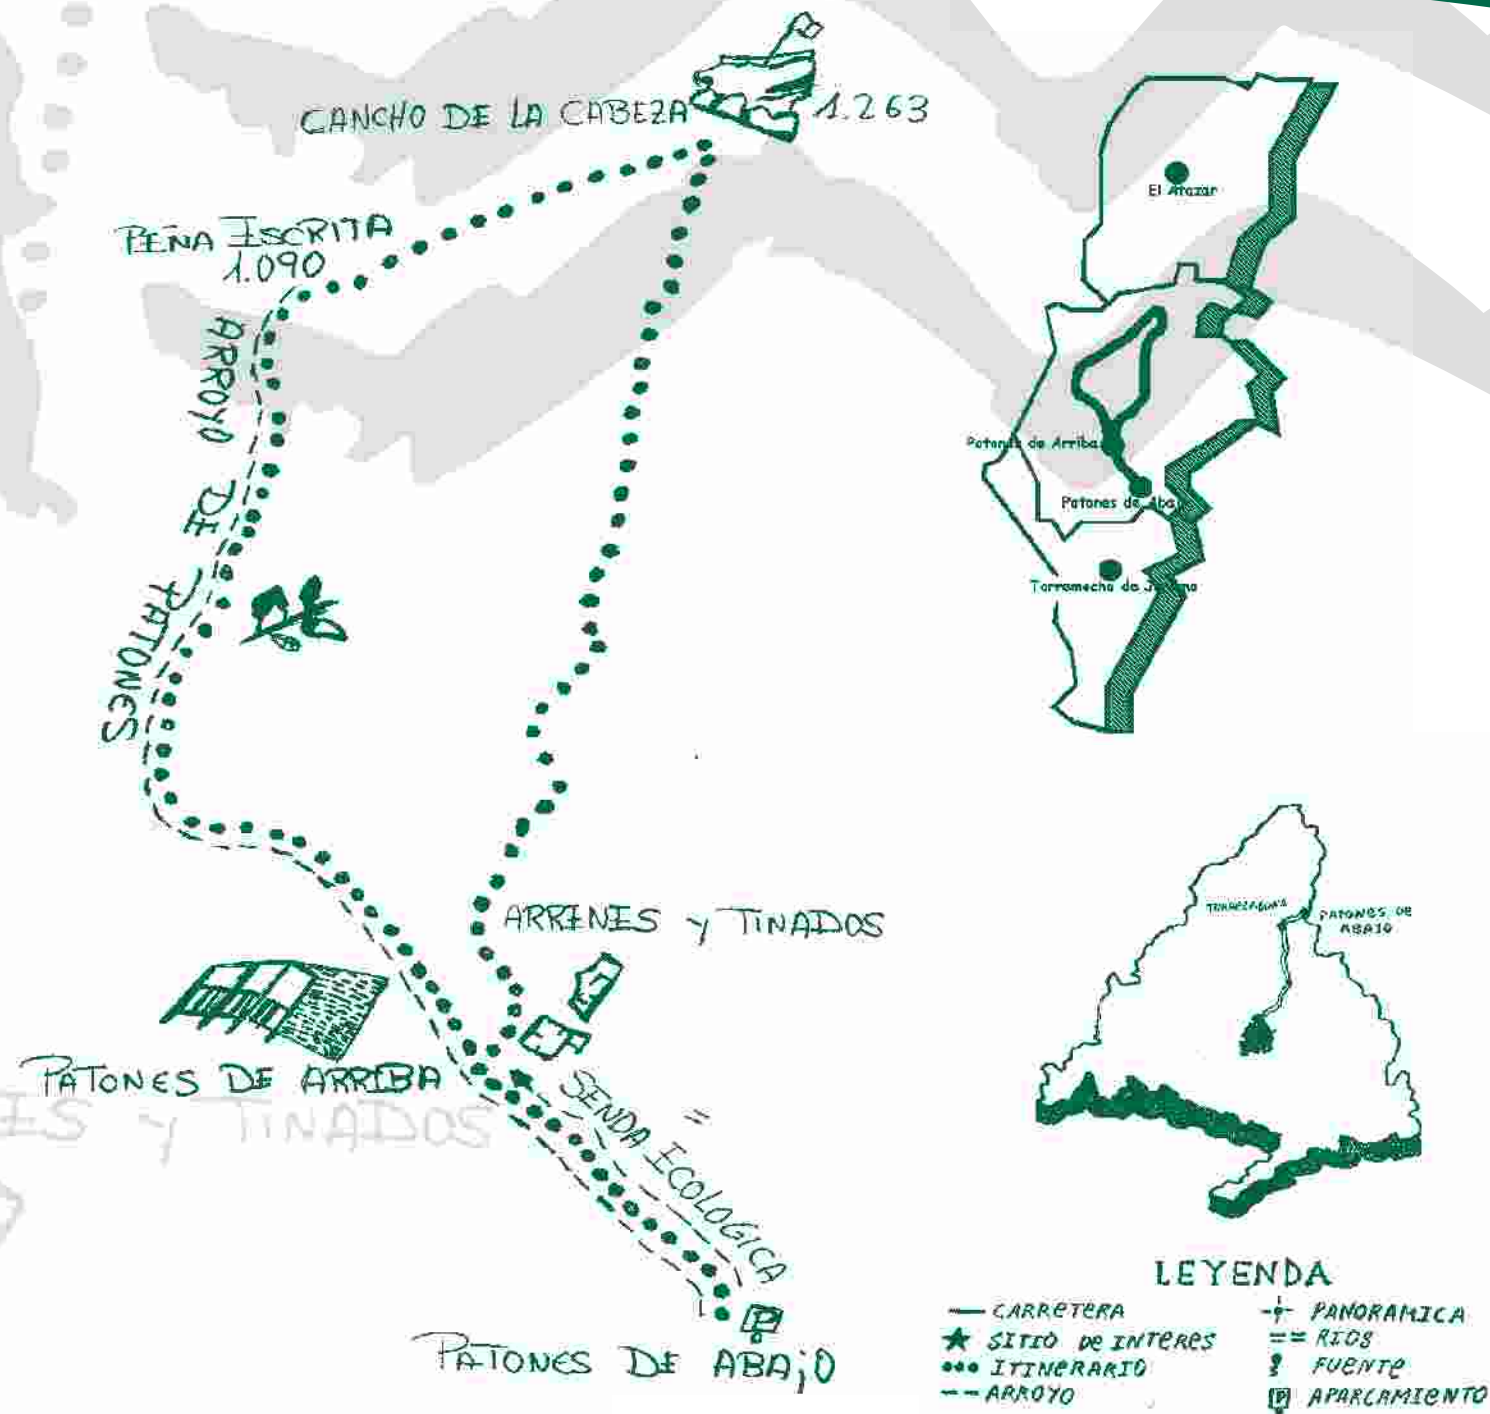 CANCHO DE LA CABEZA 1.263
PEÑA ESCRITA
1.090
ARROYO DE PATONES
ARRENES y TINADOS
PATONES DE ARRIBA
ES y TINADOS
SENDA ECOLOGICA
P
PATONES DE ABAJO
El Atazar
Patones de Arriba
Patones de Aba
Torremocha de
TORRELAGUNA
PATONES DE
ABAJO
LEYENDA
CARRETERA
SITIO DE INTERES
ITINERARIO
ARROYO
PANORAMICA
RIOS
FUENTE
P APARCAMIENTO